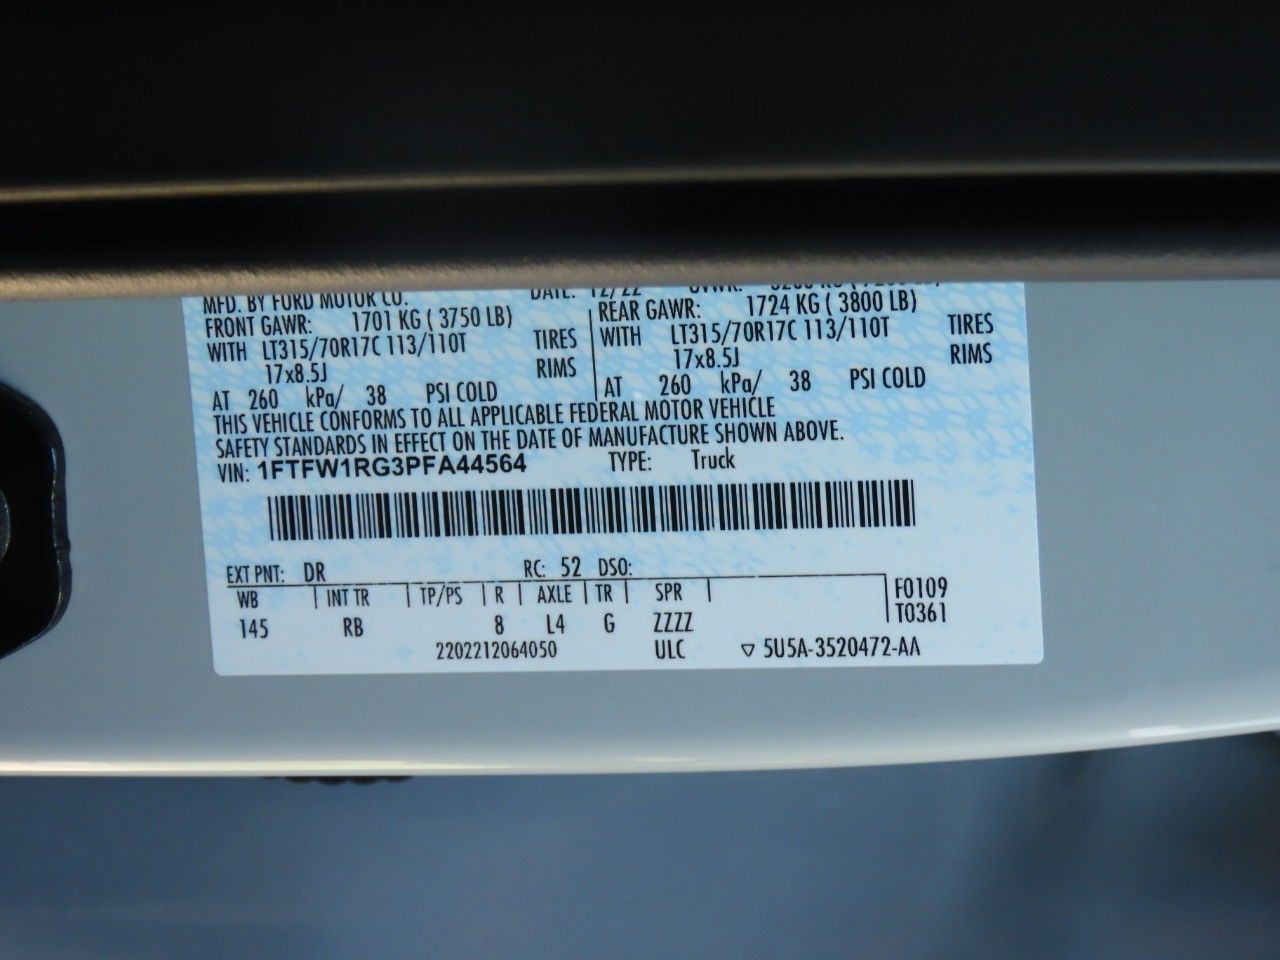 MFD. BY FORD MOTOR CO. DATE: 12/22 GVWR:
FRONT GAWR: 1701 KG ( 3750 LB) REAR GAWR: 1724 KG ( 3800 LB)
WITH LT315/70R17C 113/110T TIRES WITH LT315/70R17C 113/110T TIRES
17x8.5J RIMS 17x8.5J RIMS
AT 260 kPa/ 38 PSI COLD AT 260 kPa/ 38 PSI COLD
THIS VEHICLE CONFORMS TO ALL APPLICABLE FEDERAL MOTOR VEHICLE
SAFETY STANDARDS IN EFFECT ON THE DATE OF MANUFACTURE SHOWN ABOVE.
VIN: 1FTFW1RG3PFA44564 TYPE: Truck
EXT PNT: DR RC: 52 DSO:
WB INT TR TP/PS R AXLE TR SPR F0109
145 RB 8 L4 G ZZZZ T0361
2202212064050 ULC 5U5A-3520472-AA